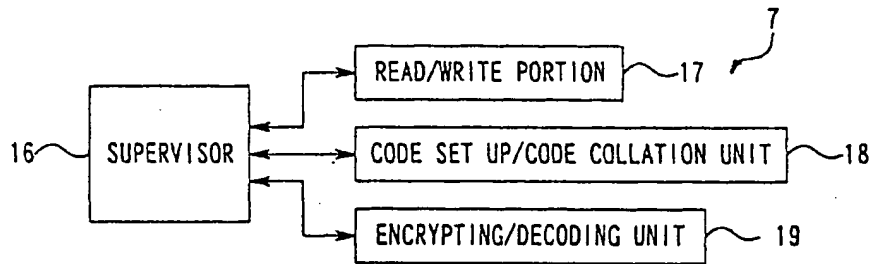 7
READ/WRITE PORTION 17
16 SUPERVISOR
CODE SET UP/CODE COLLATION UNIT 18
ENCRYPTING/DECODING UNIT 19